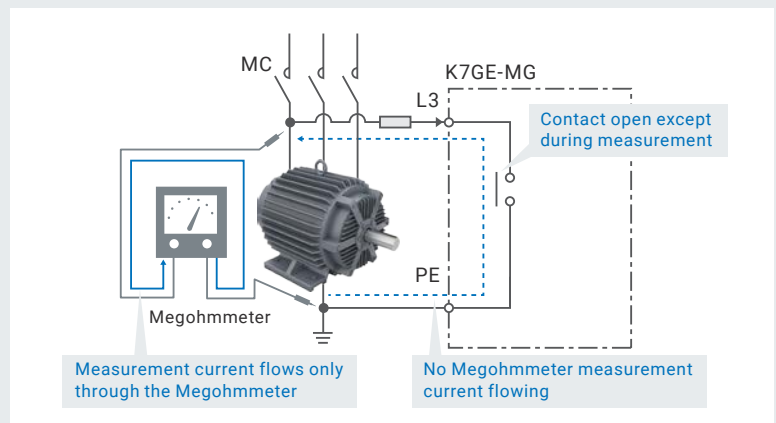 MC
K7GE-MG
L3
Contact open except
during measurement
PE
Megohmmeter
Measurement current flows only
through the Megohmmeter
No Megohmmeter measurement
current flowing